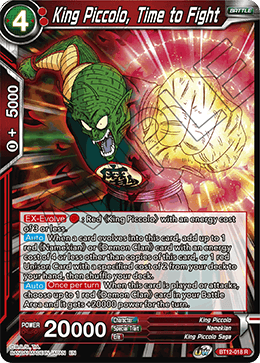 4
King Piccolo, Time to Fight
BATTLE
+ 5000
EX-Evolve : Red {King Piccolo} with an energy cost
of 3 or less.
Auto When a card evolves into this card, add up to 1
red {Namekian} or {Demon Clan} card with an energy
cost of 4 or less other than copies of this card, or 1 red
Unison Card with a specified cost of 2 from your deck to
your hand, then shuffle your deck.
Auto Once per turn When this card is played or attacks,
choose up to 1 red {Demon Clan} card in your Battle
Area and it gets +20000 power for the turn.
POWER 20000
Character King Piccolo
Special Trait Namekian
Era King Piccolo Saga
BT12-018 R